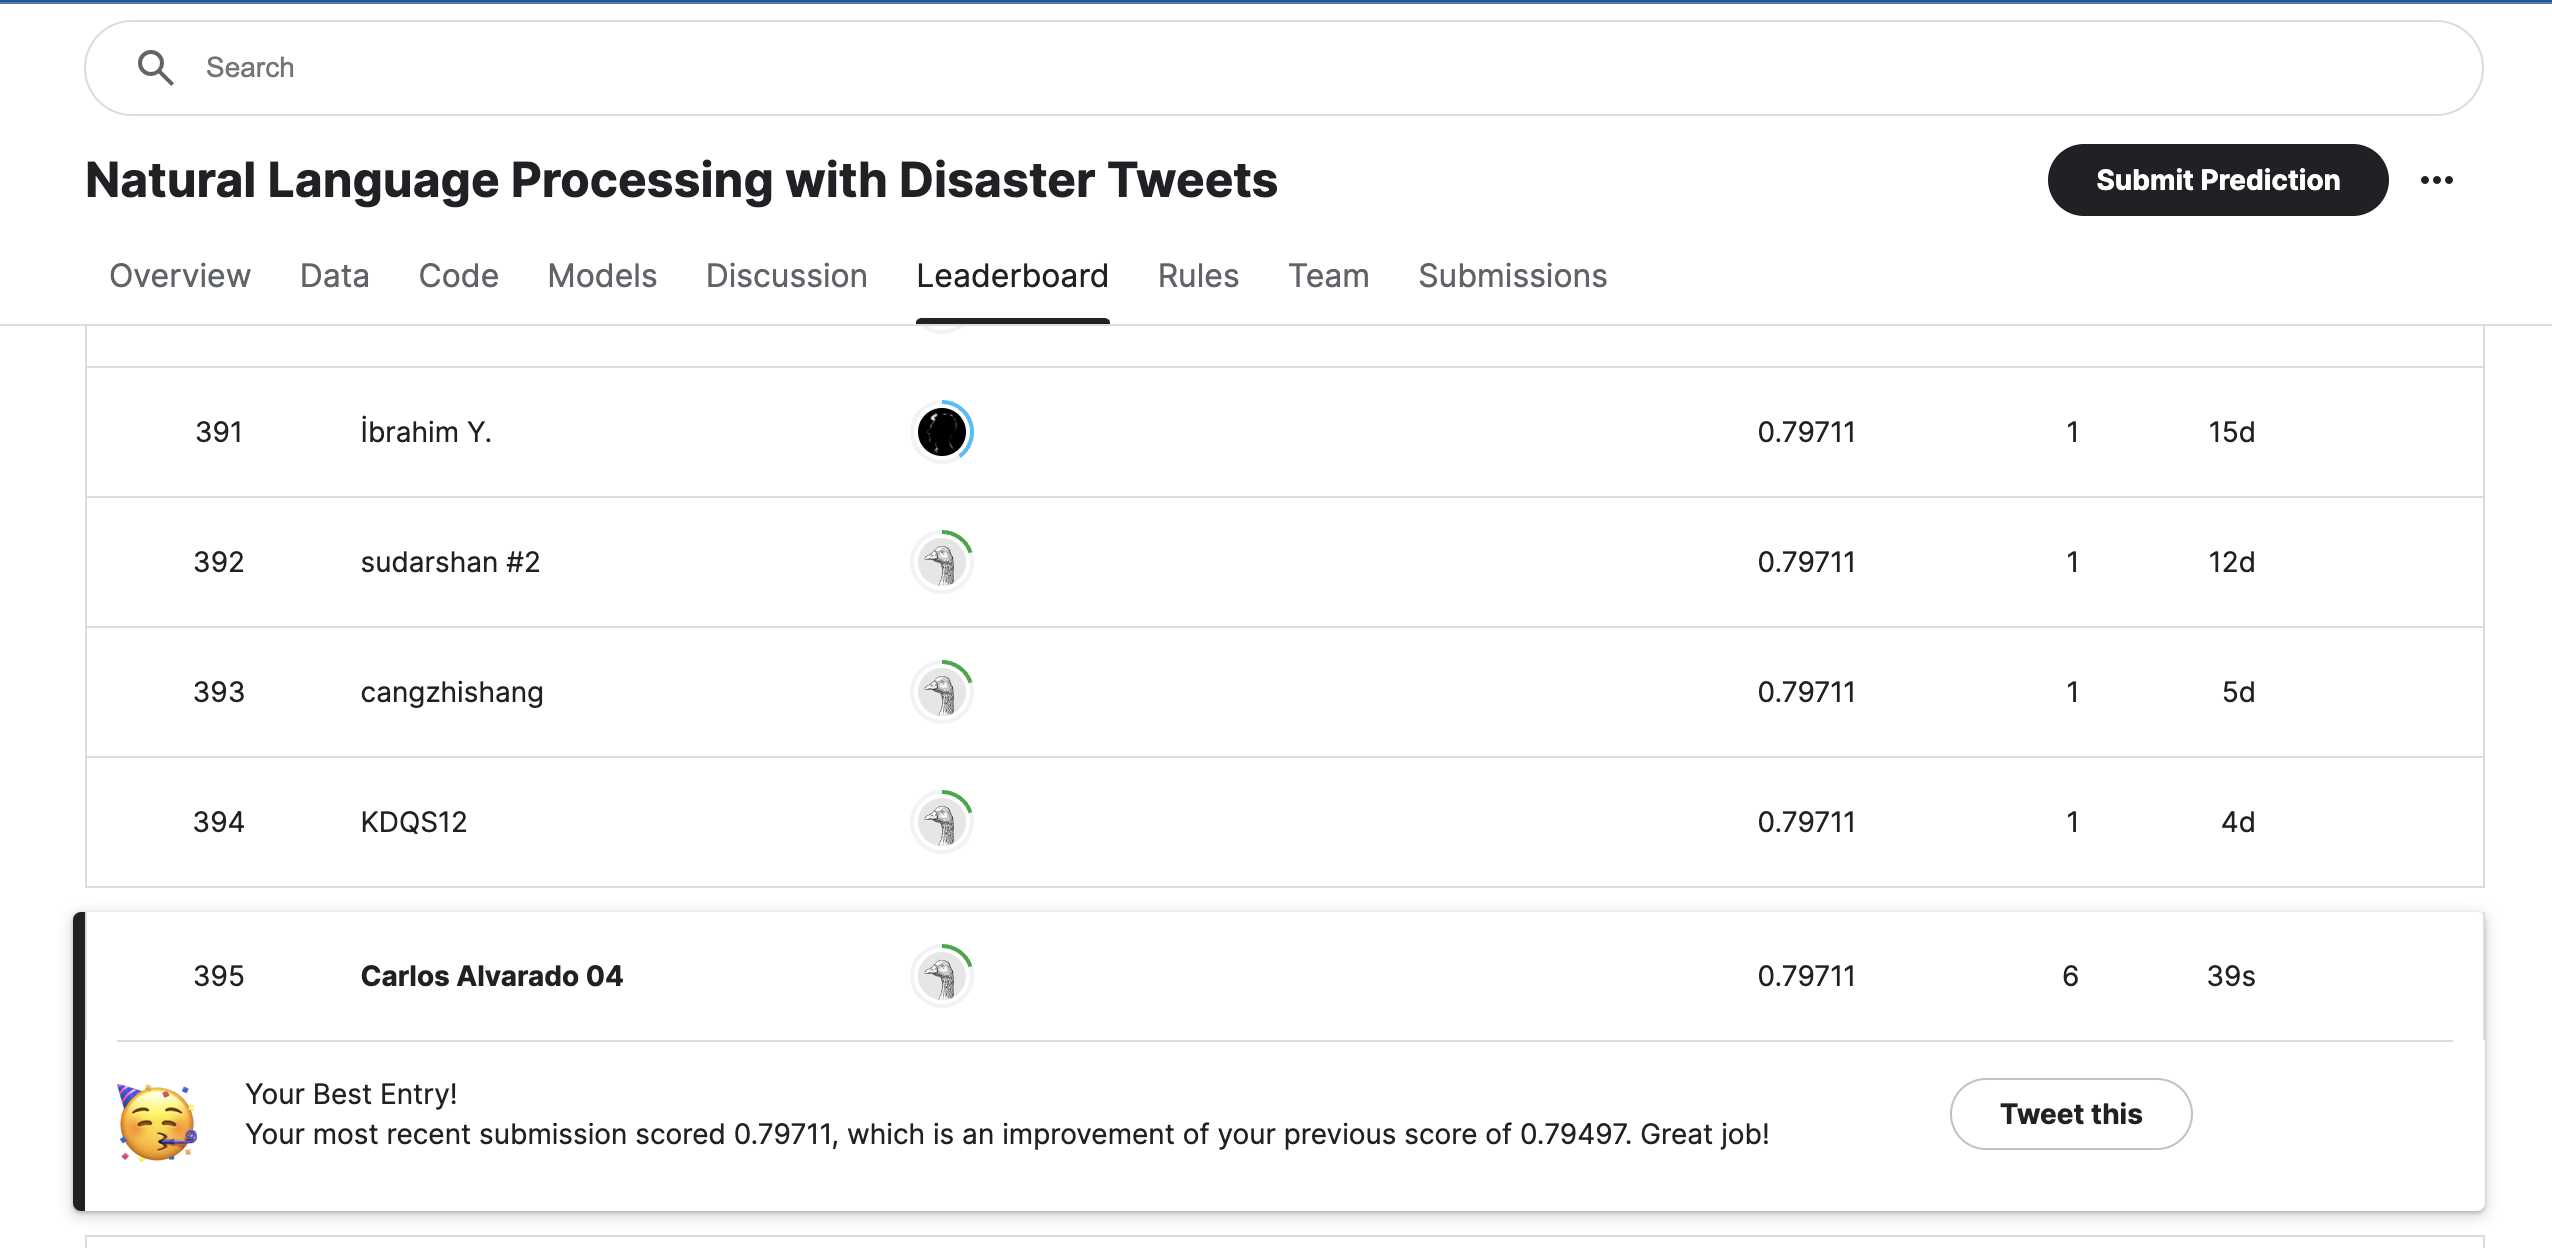 Search
Natural Language Processing with Disaster Tweets
Submit Prediction
Overview Data Code Models Discussion Leaderboard Rules Team Submissions
391 İbrahim Y. 0.79711 1 15d
392 sudarshan #2 0.79711 1 12d
393 cangzhishang 0.79711 1 5d
394 KDQS12 0.79711 1 4d
395 Carlos Alvarado 04 0.79711 6 39s
Your Best Entry!
Your most recent submission scored 0.79711, which is an improvement of your previous score of 0.79497. Great job!
Tweet this